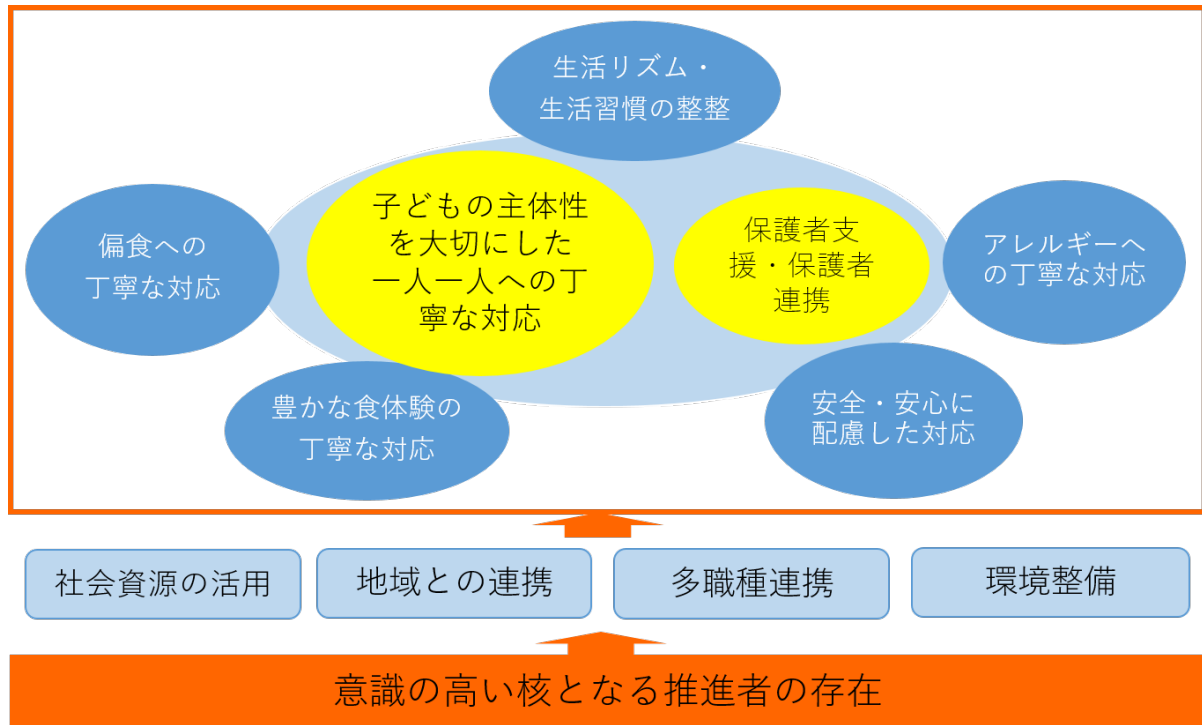 生活リズム・
生活習慣の整整
子どもの主体性
を大切にした
一人一人への丁
寧な対応
保護者支
援・保護者
連携
偏食への
丁寧な対応
アレルギーへ
の丁寧な対応
豊かな食体験の
丁寧な対応
安全・安心に
配慮した対応
社会資源の活用
地域との連携
多職種連携
環境整備
意識の高い核となる推進者の存在